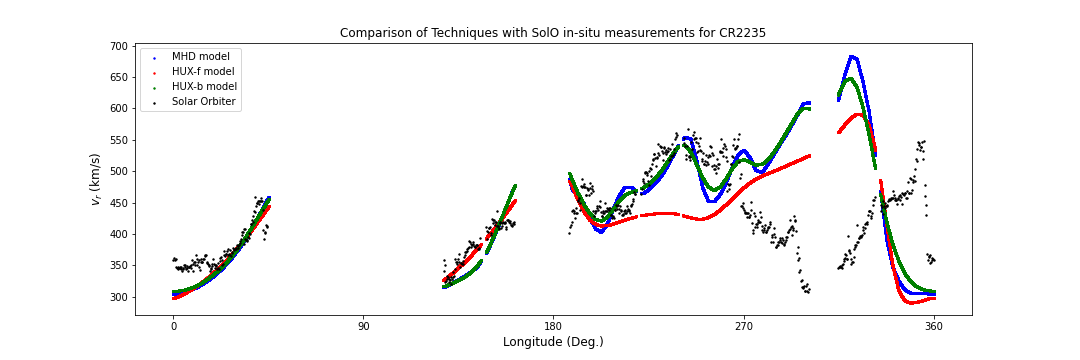 Comparison of Techniques with SolO in-situ measurements for CR2235
MHD model
HUX-f model
HUX-b model
Solar Orbiter
700
650
600
550
500
450
400
350
300
v_r (km/s)
0
90
180
270
360
Longitude (Deg.)